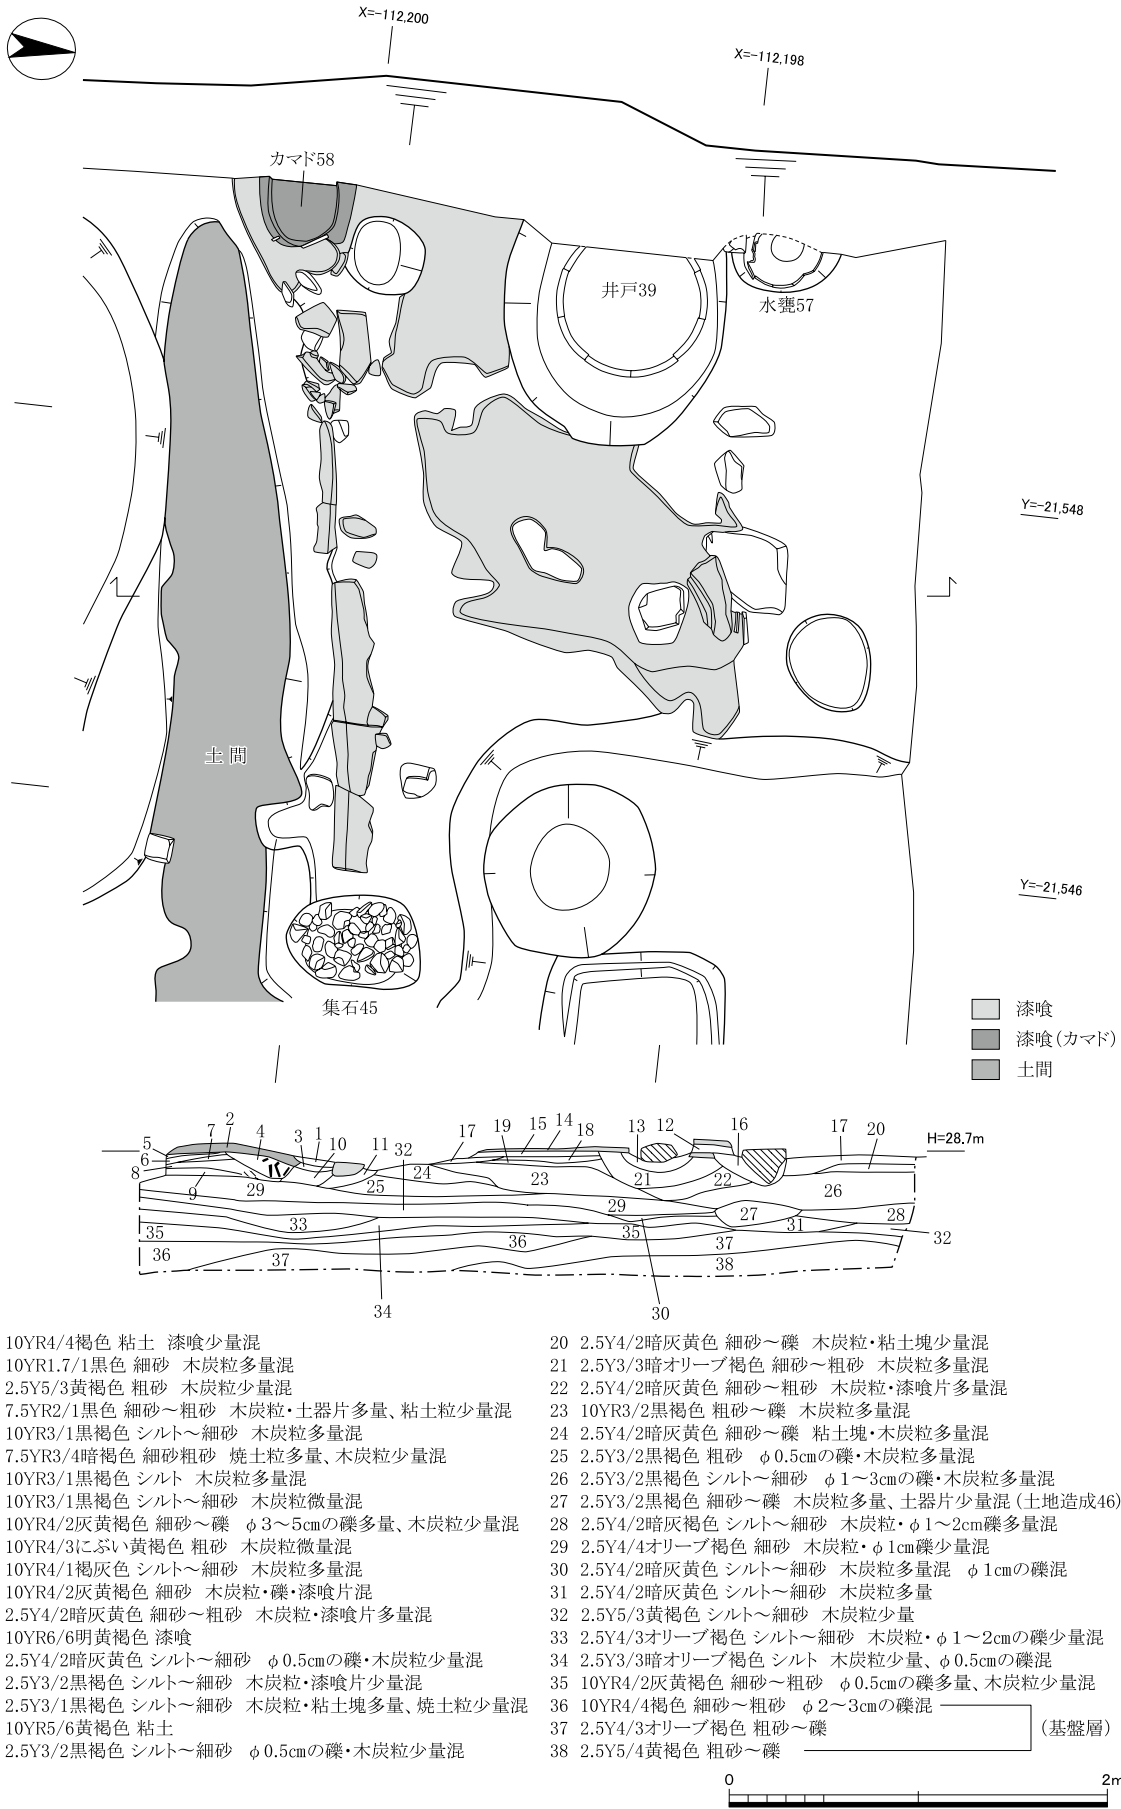 X=-112,200
X=-112,198
カマド58
井戸39
水甕57
Y=-21,548
土間
Y=-21,546
集石45
漆喰
漆喰（カマド）
土間
H=28.7m
5 7 2 4 3 1 10 11 32 17 19 15 14 18 13 12 16 17 20
6
8 9 29 25 24 23 21 22 26
29 27 28
35 33 35 31 32
36 37 36 37
38
34 30
10YR4/4褐色 粘土　漆喰少量混
10YR1.7/1黒色 細砂　木炭粒多量混
2.5Y5/3黄褐色 粗砂　木炭粒少量混
7.5YR2/1黒色 細砂～粗砂　木炭粒・土器片多量、粘土粒少量混
10YR3/1黒褐色 シルト～細砂　木炭粒多量混
7.5YR3/4暗褐色 細砂粗砂　焼土粒多量、木炭粒少量混
10YR3/1黒褐色 シルト　木炭粒多量混
10YR3/1黒褐色 シルト～細砂　木炭粒微量混
10YR4/2灰黄褐色 細砂～礫　φ3～5cmの礫多量、木炭粒少量混
10YR4/3にぶい黄褐色 粗砂　木炭粒微量混
10YR4/1褐灰色 シルト～細砂　木炭粒多量混
10YR4/2灰黄褐色 細砂　木炭粒・礫・漆喰片混
2.5Y4/2暗灰黄色 細砂～粗砂　木炭粒・漆喰片多量混
10YR6/6明黄褐色 漆喰
2.5Y4/2暗灰黄色 シルト～細砂　φ0.5cmの礫・木炭粒少量混
2.5Y3/2黒褐色 シルト～細砂　木炭粒・漆喰片少量混
2.5Y3/1黒褐色 シルト～細砂　木炭粒・粘土塊多量、焼土粒少量混
10YR5/6黄褐色 粘土
2.5Y3/2黒褐色 シルト～細砂　φ0.5cmの礫・木炭粒少量混
20 2.5Y4/2暗灰黄色 細砂～礫　木炭粒・粘土塊少量混
21 2.5Y3/3暗オリーブ褐色 細砂～粗砂　木炭粒多量混
22 2.5Y4/2暗灰黄色 細砂～粗砂　木炭粒・漆喰片多量混
23 10YR3/2黒褐色 粗砂～礫　木炭粒多量混
24 2.5Y4/2暗灰黄色 細砂～礫　粘土塊・木炭粒多量混
25 2.5Y3/2黒褐色 粗砂　φ0.5cmの礫・木炭粒多量混
26 2.5Y3/2黒褐色 シルト～細砂　φ1～3cmの礫・木炭粒多量混
27 2.5Y3/2黒褐色 細砂～礫　木炭粒多量、土器片少量混（土地造成46）
28 2.5Y4/2暗灰褐色 シルト～細砂　木炭粒・φ1～2cm礫多量混
29 2.5Y4/4オリーブ褐色 細砂　木炭粒・φ1cm礫少量混
30 2.5Y4/2暗灰黄色 シルト～細砂　木炭粒多量混　φ1cmの礫混
31 2.5Y4/2暗灰黄色 シルト～細砂　木炭粒多量
32 2.5Y5/3黄褐色 シルト～細砂　木炭粒少量
33 2.5Y4/3オリーブ褐色 シルト～細砂　木炭粒・φ1～2cmの礫少量混
34 2.5Y3/3暗オリーブ褐色 シルト　木炭粒少量、φ0.5cmの礫混
35 10YR4/2灰黄褐色 細砂～粗砂　φ0.5cmの礫多量、木炭粒少量混
36 10YR4/4褐色 細砂～粗砂　φ2～3cmの礫混
37 2.5Y4/3オリーブ褐色 粗砂～礫
（基盤層）
38 2.5Y5/4黄褐色 粗砂～礫
0 2m